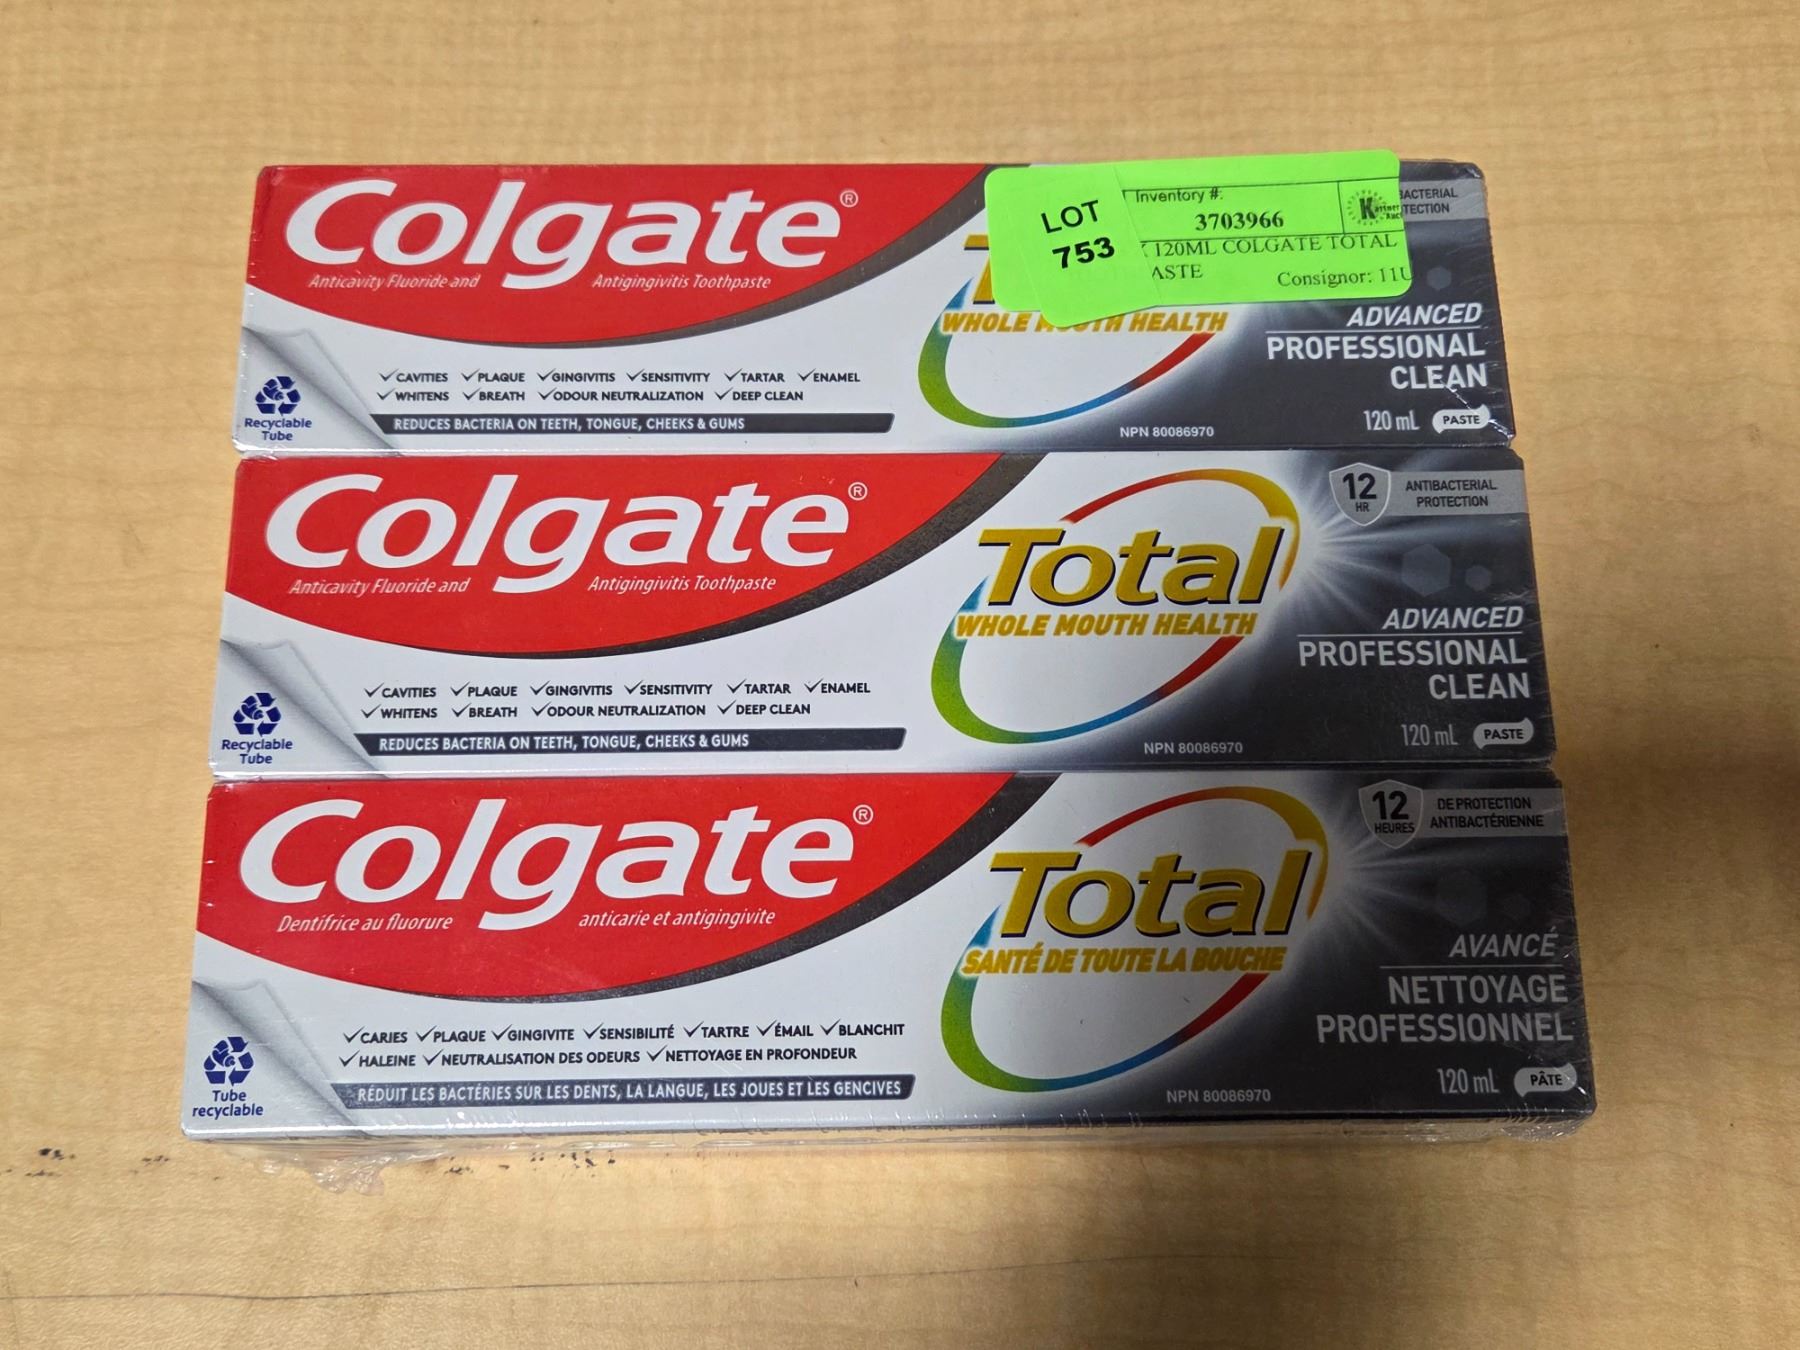 Colgate®
Anticavity Fluoride and Antigingivitis Toothpaste
LOT
753
Inventory #:
3703966
120ML COLGATE TOTAL
Consignor:
WHOLE MOUTH HEALTH
ADVANCED
PROFESSIONAL
CLEAN
120 mL PASTE
✓CAVITIES ✓PLAQUE ✓GINGIVITIS ✓SENSITIVITY ✓TARTAR ✓ENAMEL
✓WHITENS ✓BREATH ✓ODOUR NEUTRALIZATION ✓DEEP CLEAN
REDUCES BACTERIA ON TEETH, TONGUE, CHEEKS & GUMS
Recyclable
Tube
NPN 80086970
Colgate®
Anticavity Fluoride and Antigingivitis Toothpaste
Total
WHOLE MOUTH HEALTH
12
HR
ANTIBACTERIAL
PROTECTION
ADVANCED
PROFESSIONAL
CLEAN
120 mL PASTE
✓CAVITIES ✓PLAQUE ✓GINGIVITIS ✓SENSITIVITY ✓TARTAR ✓ENAMEL
✓WHITENS ✓BREATH ✓ODOUR NEUTRALIZATION ✓DEEP CLEAN
REDUCES BACTERIA ON TEETH, TONGUE, CHEEKS & GUMS
Recyclable
Tube
NPN 80086970
Colgate®
Dentifrice au fluorure anticarie et antigingivite
Total
SANTÉ DE TOUTE LA BOUCHE
12
HEURES
DE PROTECTION
ANTIBACTÉRIENNE
AVANCÉ
NETTOYAGE
PROFESSIONNEL
120 mL PÂTE
✓CARIES ✓PLAQUE ✓GINGIVITE ✓SENSIBILITÉ ✓TARTRE ✓ÉMAIL ✓BLANCHIT
✓HALEINE ✓NEUTRALISATION DES ODEURS ✓NETTOYAGE EN PROFONDEUR
RÉDUIT LES BACTÉRIES SUR LES DENTS, LA LANGUE, LES JOUES ET LES GENCIVES
Tube
recyclable
NPN 80086970